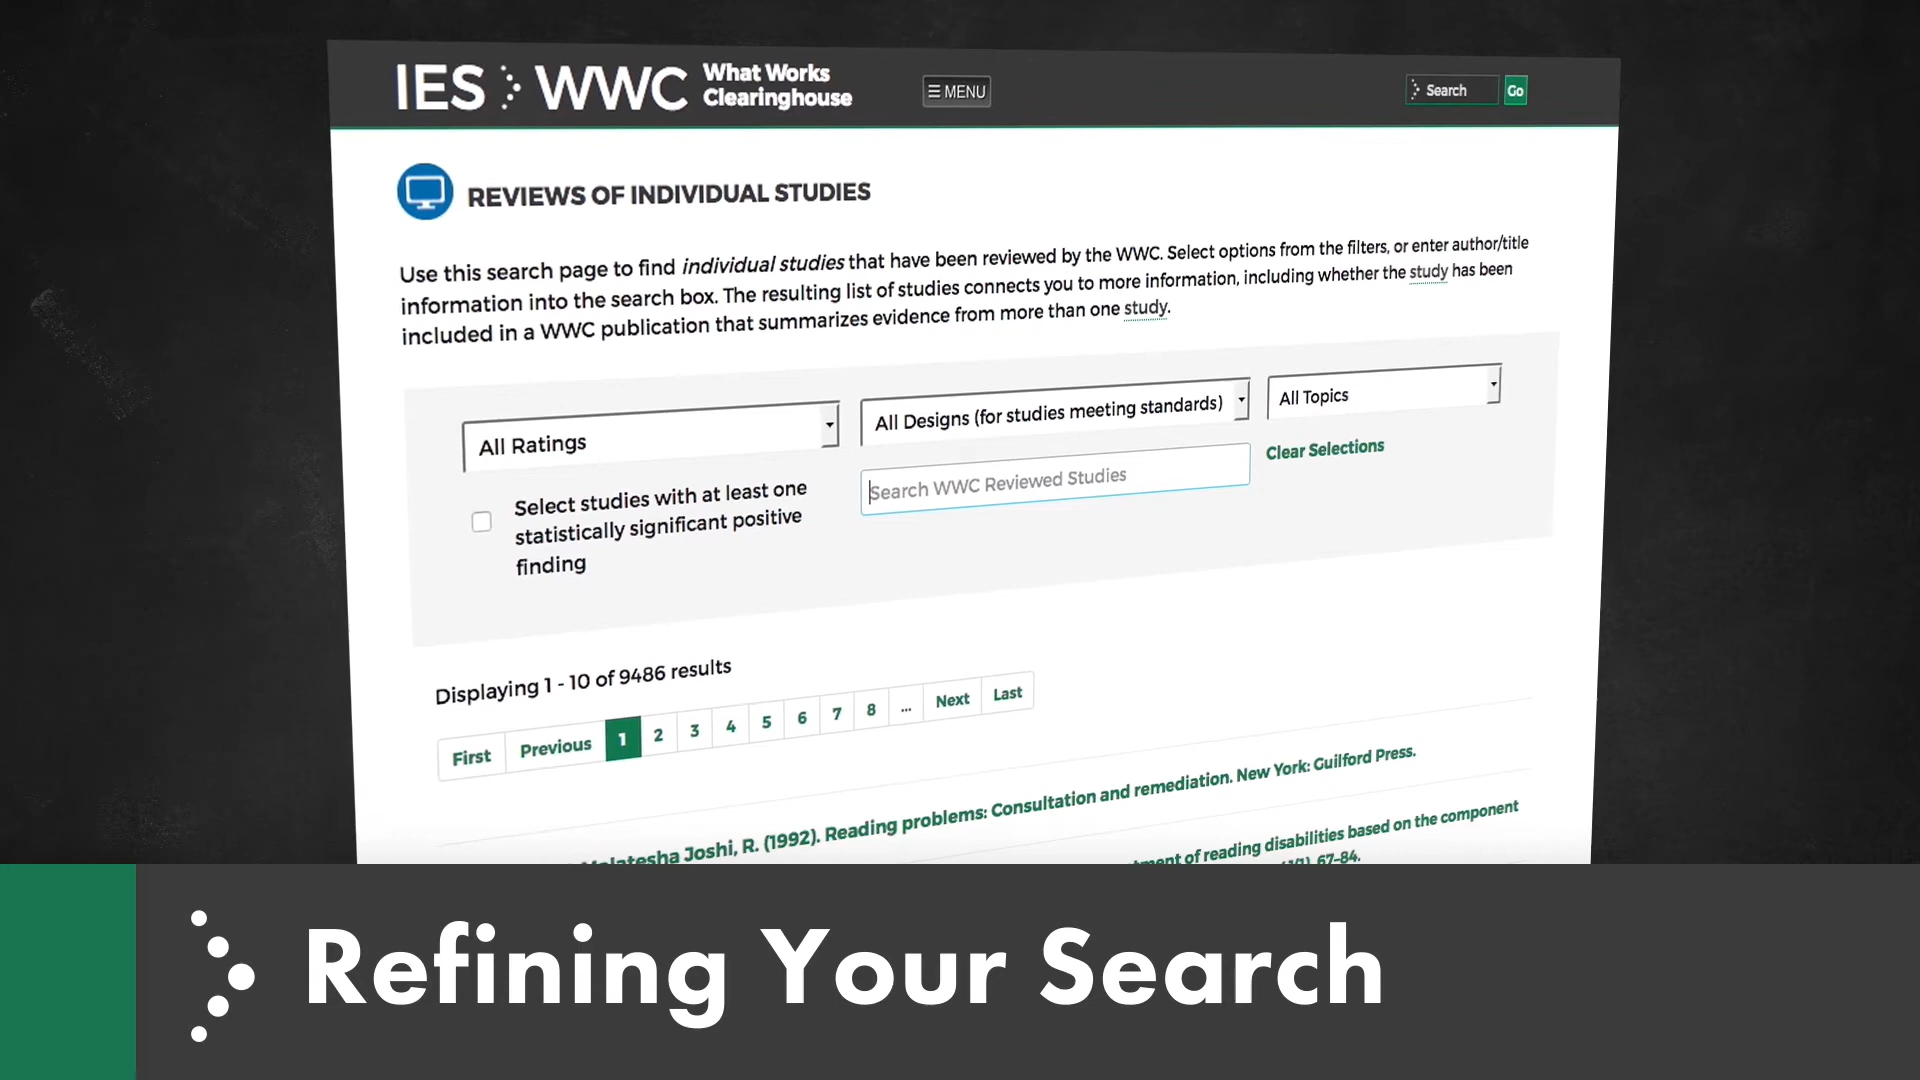 IES WWC What Works Clearinghouse
MENU
Search
Go
REVIEWS OF INDIVIDUAL STUDIES
Use this search page to find individual studies that have been reviewed by the WWC. Select options from the filters, or enter author/title
information into the search box. The resulting list of studies connects you to more information, including whether the study has been
included in a WWC publication that summarizes evidence from more than one study.
All Ratings
All Designs (for studies meeting standards)
All Topics
Select studies with at least one
statistically significant positive
finding
Search WWC Reviewed Studies
Clear Selections
Displaying 1 - 10 of 9486 results
First Previous 1 2 3 4 5 6 7 8 ... Next Last
Joshi, R. (1992). Reading problems: Consultation and remediation. New York: Guilford Press.
of reading disabilities based on the component
67–84.
Refining Your Search